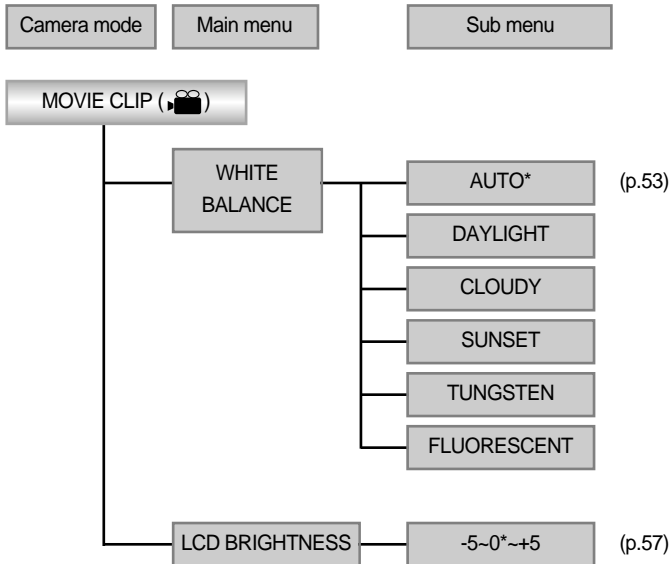 Camera mode Main menu Sub menu
MOVIE CLIP ( )
WHITE BALANCE
AUTO* (p.53)
DAYLIGHT
CLOUDY
SUNSET
TUNGSTEN
FLUORESCENT
LCD BRIGHTNESS -5~0*~+5 (p.57)